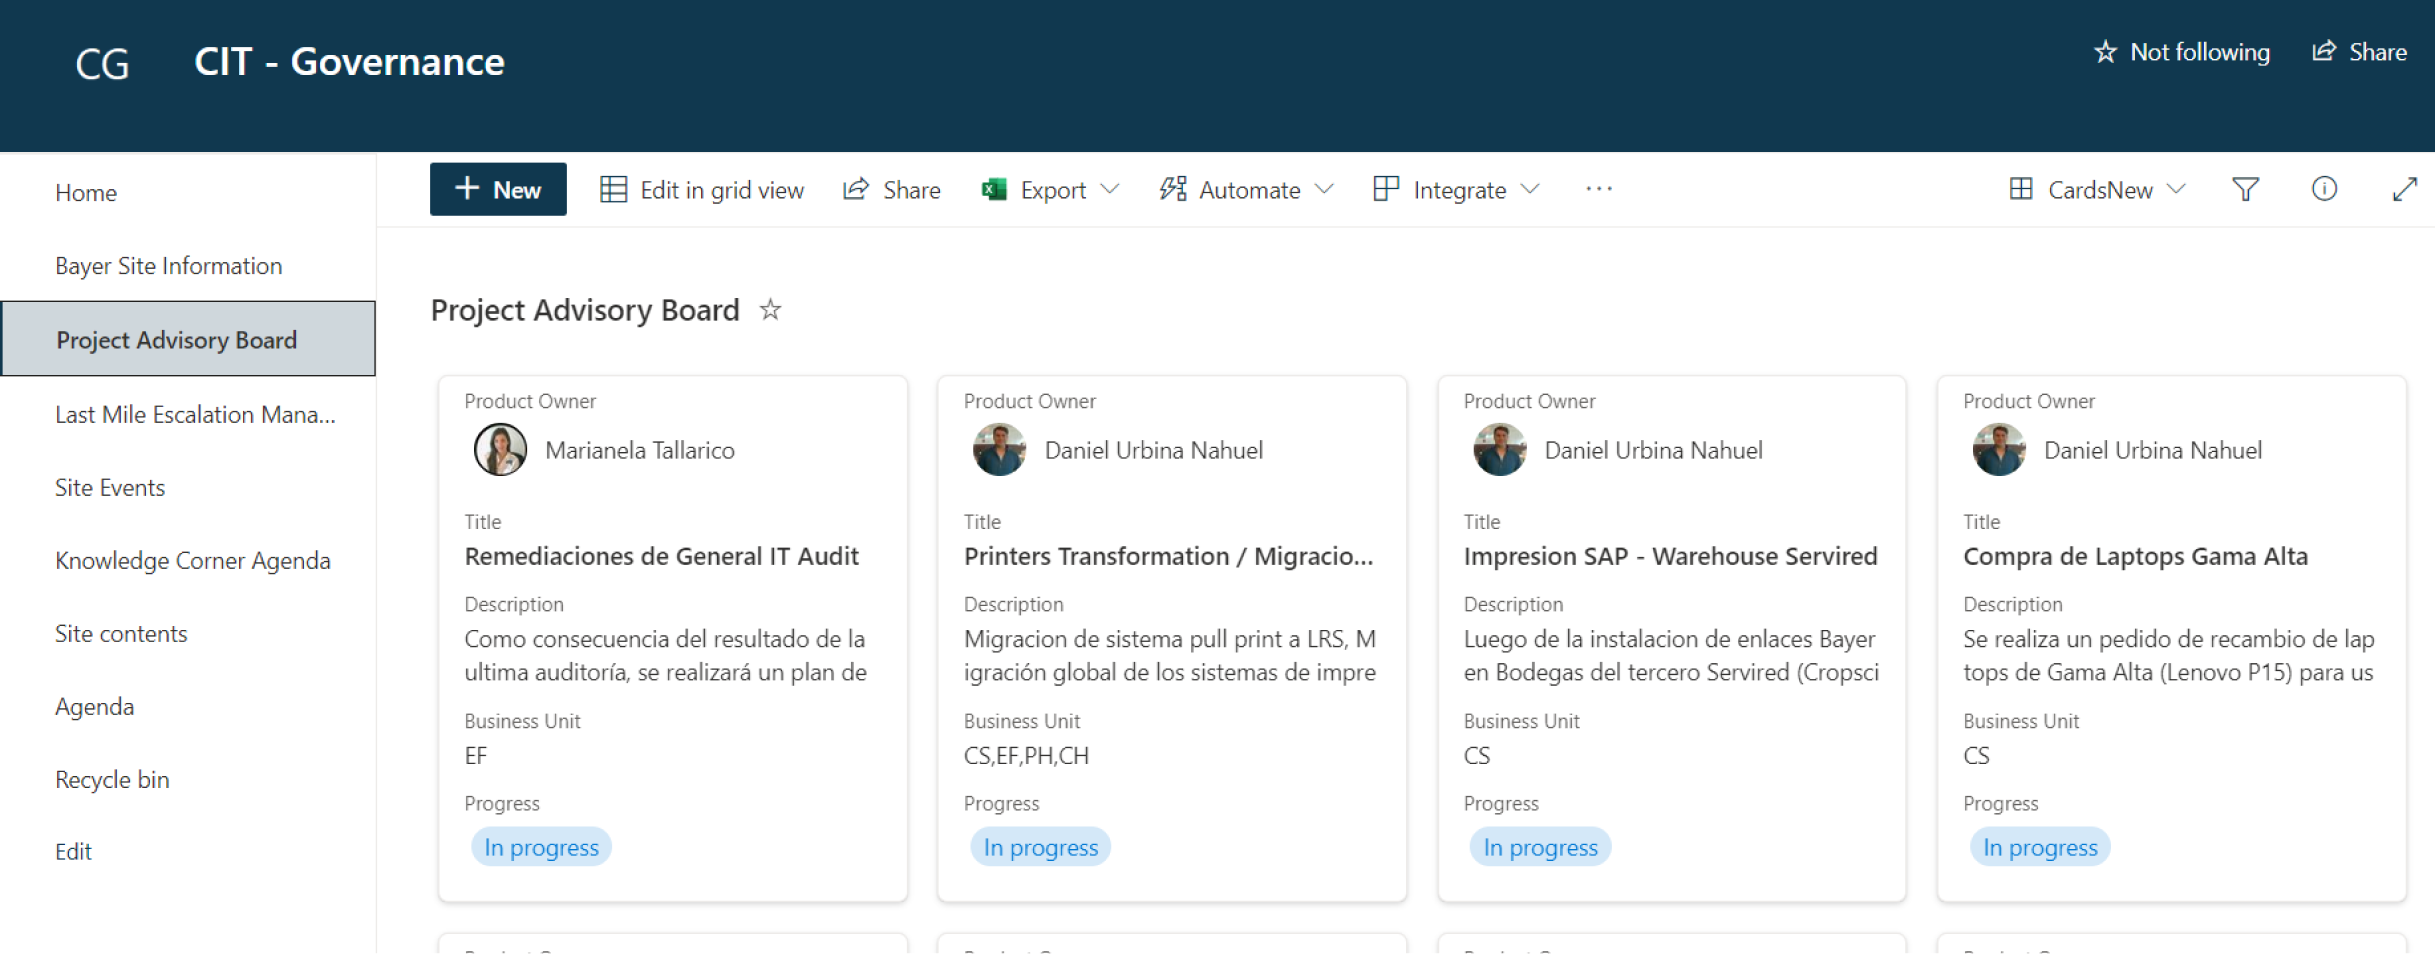 CG
CIT - Governance
Not following
Share
Home
Bayer Site Information
Project Advisory Board
Last Mile Escalation Mana...
Site Events
Knowledge Corner Agenda
Site contents
Agenda
Recycle bin
Edit
New
Edit in grid view
Share
Export
Automate
Integrate
CardsNew
Project Advisory Board
Product Owner
Marianela Tallarico
Title
Remediaciones de General IT Audit
Description
Como consecuencia del resultado de la
ultima auditoría, se realizará un plan de
Business Unit
EF
Progress
In progress
Product Owner
Daniel Urbina Nahuel
Title
Printers Transformation / Migracio...
Description
Migracion de sistema pull print a LRS, M
igración global de los sistemas de impre
Business Unit
CS,EF,PH,CH
Progress
In progress
Product Owner
Daniel Urbina Nahuel
Title
Impresion SAP - Warehouse Servired
Description
Luego de la instalacion de enlaces Bayer
en Bodegas del tercero Servired (Cropsci
Business Unit
CS
Progress
In progress
Product Owner
Daniel Urbina Nahuel
Title
Compra de Laptops Gama Alta
Description
Se realiza un pedido de recambio de lap
tops de Gama Alta (Lenovo P15) para us
Business Unit
CS
Progress
In progress